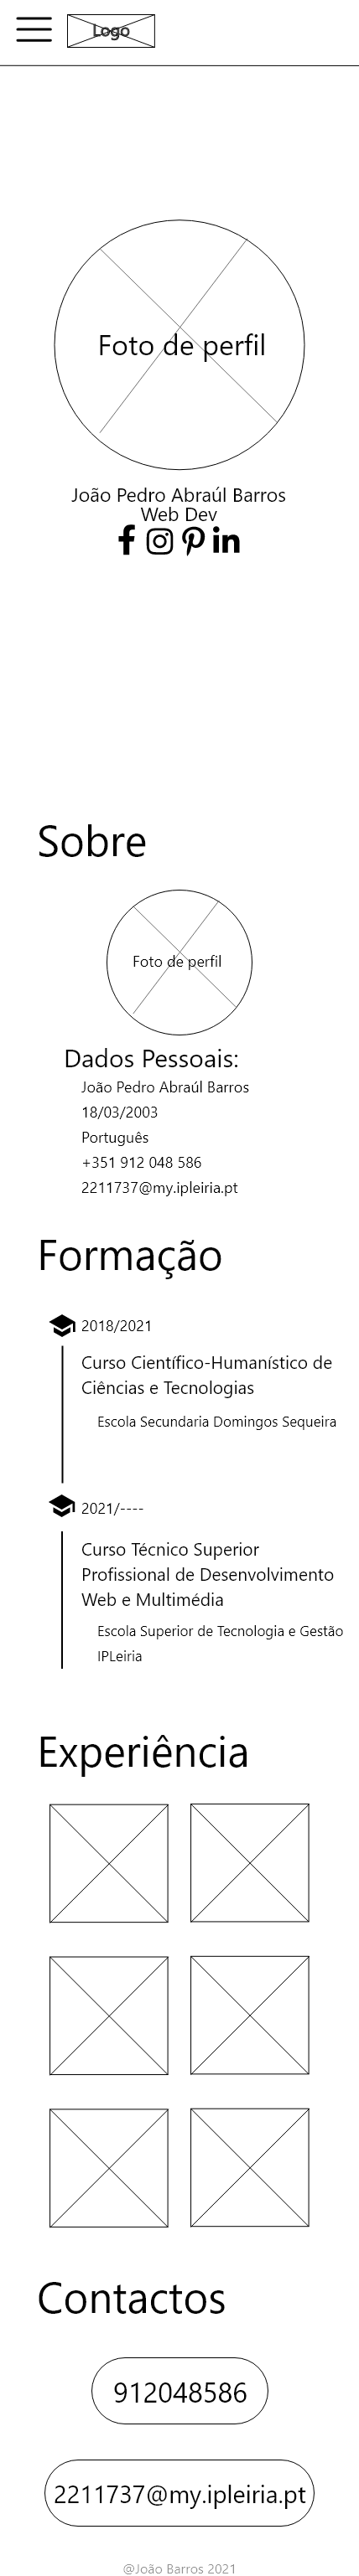 Logo
Foto de perfil
João Pedro Abraúl Barros
Web Dev
Sobre
Foto de perfil
Dados Pessoais:
João Pedro Abraúl Barros
18/03/2003
Português
+351 912 048 586
2211737@my.ipleiria.pt
Formação
2018/2021
Curso Científico-Humanístico de
Ciências e Tecnologias
Escola Secundaria Domingos Sequeira
2021/----
Curso Técnico Superior
Profissional de Desenvolvimento
Web e Multimédia
Escola Superior de Tecnologia e Gestão
IPLeiria
Experiência
Contactos
912048586
2211737@my.ipleiria.pt
@João Barros 2021